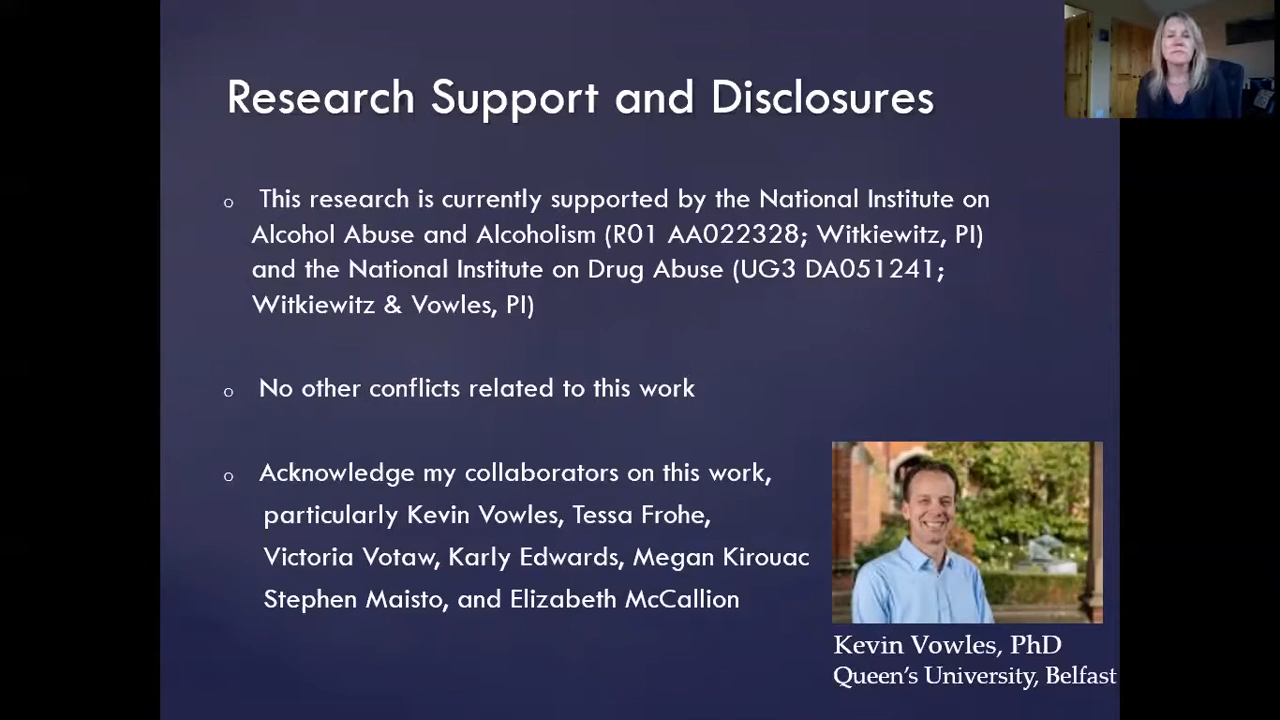 Research Support and Disclosures
o This research is currently supported by the National Institute on
Alcohol Abuse and Alcoholism (R01 AA022328; Witkiewitz, PI)
and the National Institute on Drug Abuse (UG3 DA051241;
Witkiewitz & Vowles, PI)
o No other conflicts related to this work
o Acknowledge my collaborators on this work,
particularly Kevin Vowles, Tessa Frohe,
Victoria Votaw, Karly Edwards, Megan Kirouac
Stephen Maisto, and Elizabeth McCallion
Kevin Vowles, PhD
Queen's University, Belfast